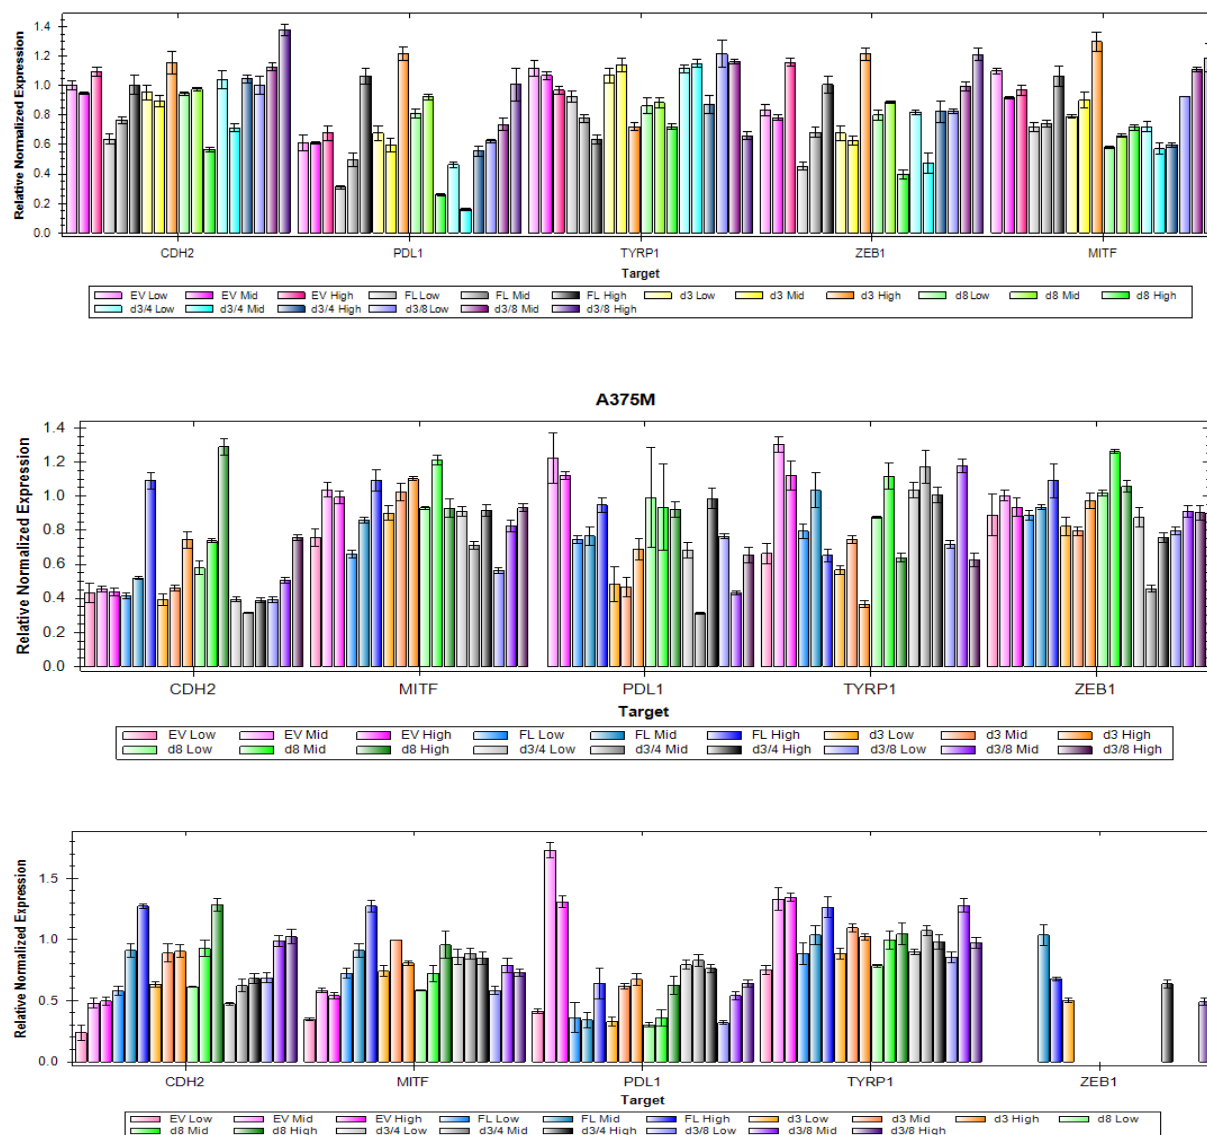 Relative Normalized Expression
1.4
1.2
1.0
0.8
0.6
0.4
0.2
0.0
CDH2 PDL1 TYRP1 ZEB1 MITF
Target
EV Low EV Mid EV High FL Low FL Mid FL High d3 Low d3 Mid d3 High d8 Low d8 Mid d8 High
d3/4 Low d3/4 Mid d3/4 High d3/8 Low d3/8 Mid d3/8 High
A375M
Relative Normalized Expression
1.4
1.2
1.0
0.8
0.6
0.4
0.2
0.0
CDH2 MITF PDL1 TYRP1 ZEB1
Target
EV Low EV Mid EV High FL Low FL Mid FL High d3 Low d3 Mid d3 High
d8 Low d8 Mid d8 High d3/4 Low d3/4 Mid d3/4 High d3/8 Low d3/8 Mid d3/8 High
Relative Normalized Expression
1.5
1.0
0.5
0.0
CDH2 MITF PDL1 TYRP1 ZEB1
Target
EV Low EV Mid EV High FL Low FL Mid FL High d3 Low d3 Mid d3 High d8 Low
d8 Mid d8 High d3/4 Low d3/4 Mid d3/4 High d3/8 Low d3/8 Mid d3/8 High